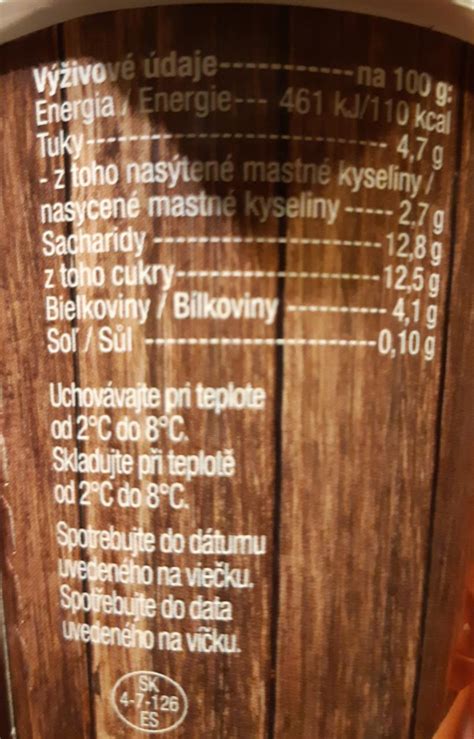 Výživové údaje------------na 100 g:
Energia / Energie--- 461 kJ/110 kcal
Tuky-------------------------------- 4,7 g
- z toho nasýtené mastné kyseliny /
nasycené mastné kyseliny ----- 2,7 g
Sacharidy ------------------------ 12,8 g
z toho cukry--------------------- 12,5 g
Bielkoviny / Bílkoviny ----------- 4,1 g
Soľ / Sůl ------------------------0,10 g
Uchovávajte pri teplote
od 2°C do 8°C.
Skladujte při teplotě
od 2°C do 8°C.
Spotrebujte do dátumu
uvedeného na viečku.
Spotřebujte do data
uvedeného na víčku.
SK
4-7-126
ES